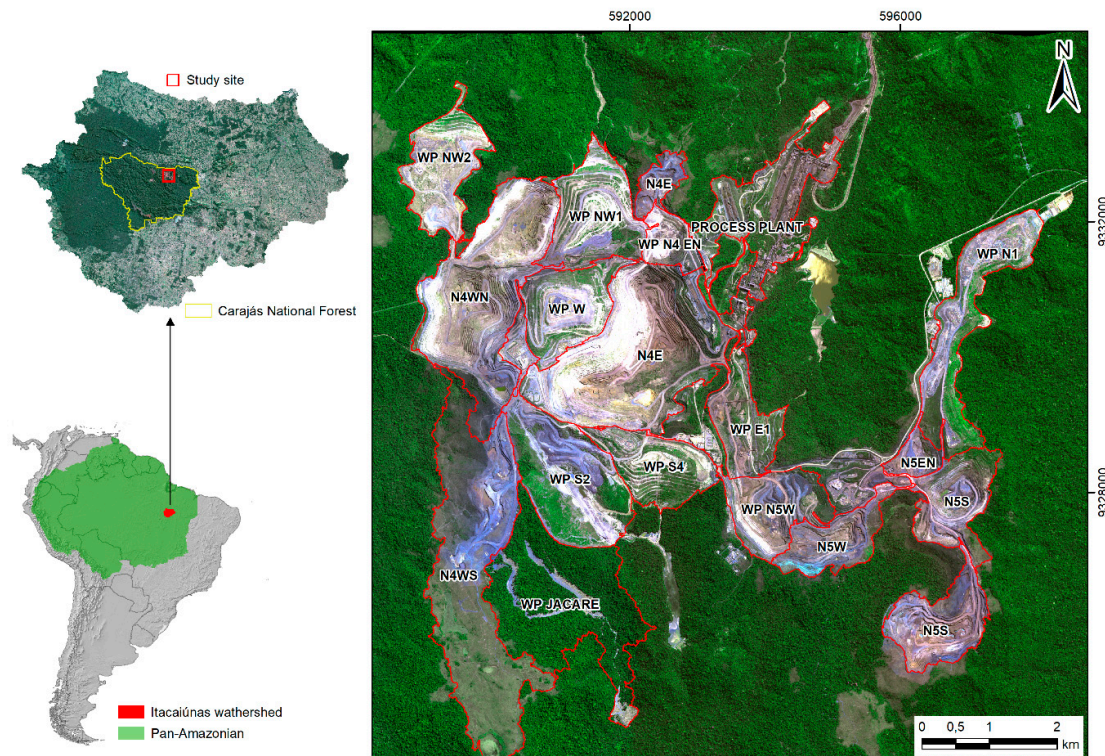 592000
596000
Study site
N
WP NW2
WP NW1
N4E
WP N4 EN
PROCESS PLANT
9332000
WP N1
Carajás National Forest
N4WN
WP W
N4E
WP E1
WP S4
WP S2
N5EN
N5S
9328000
WP N5W
N5W
N4WS
WP JACARE
N5S
Itacaiúnas wathershed
Pan-Amazonian
0 0,5 1 2
km